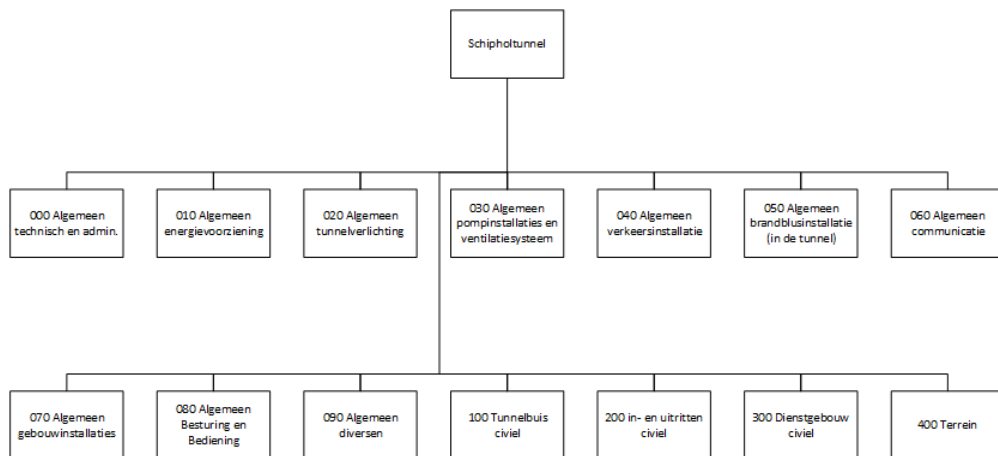 Schipholtunnel
000 Algemeen
technisch en admin.
010 Algemeen
energievoorziening
020 Algemeen
tunnelverlichting
030 Algemeen
pompinstallaties en
ventilatiesysteem
040 Algemeen
verkeersinstallatie
050 Algemeen
brandblusinstallatie
(in de tunnel)
060 Algemeen
communicatie
070 Algemeen
gebouwinstallaties
080 Algemeen
Besturing en
Bediening
090 Algemeen
diversen
100 Tunnelbuis
civiel
200 in- en uitritten
civiel
300 Dienstgebouw
civiel
400 Terrein